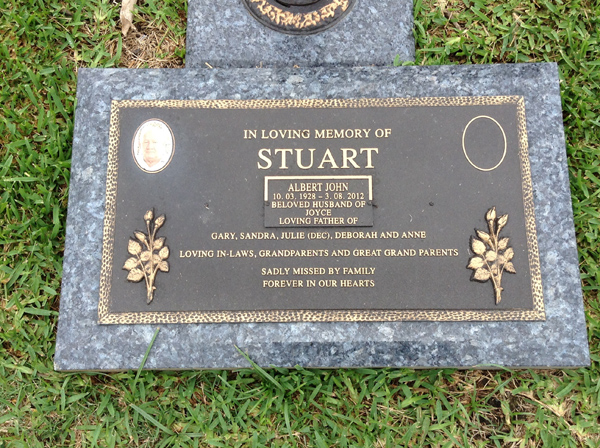 IN LOVING MEMORY OF
STUART
ALBERT JOHN
10. 03. 1928 – 3. 08. 2012
BELOVED HUSBAND OF
JOYCE
LOVING FATHER OF
GARY, SANDRA, JULIE (DEC), DEBORAH AND ANNE
LOVING IN-LAWS, GRANDPARENTS AND GREAT GRAND PARENTS
SADLY MISSED BY FAMILY
FOREVER IN OUR HEARTS